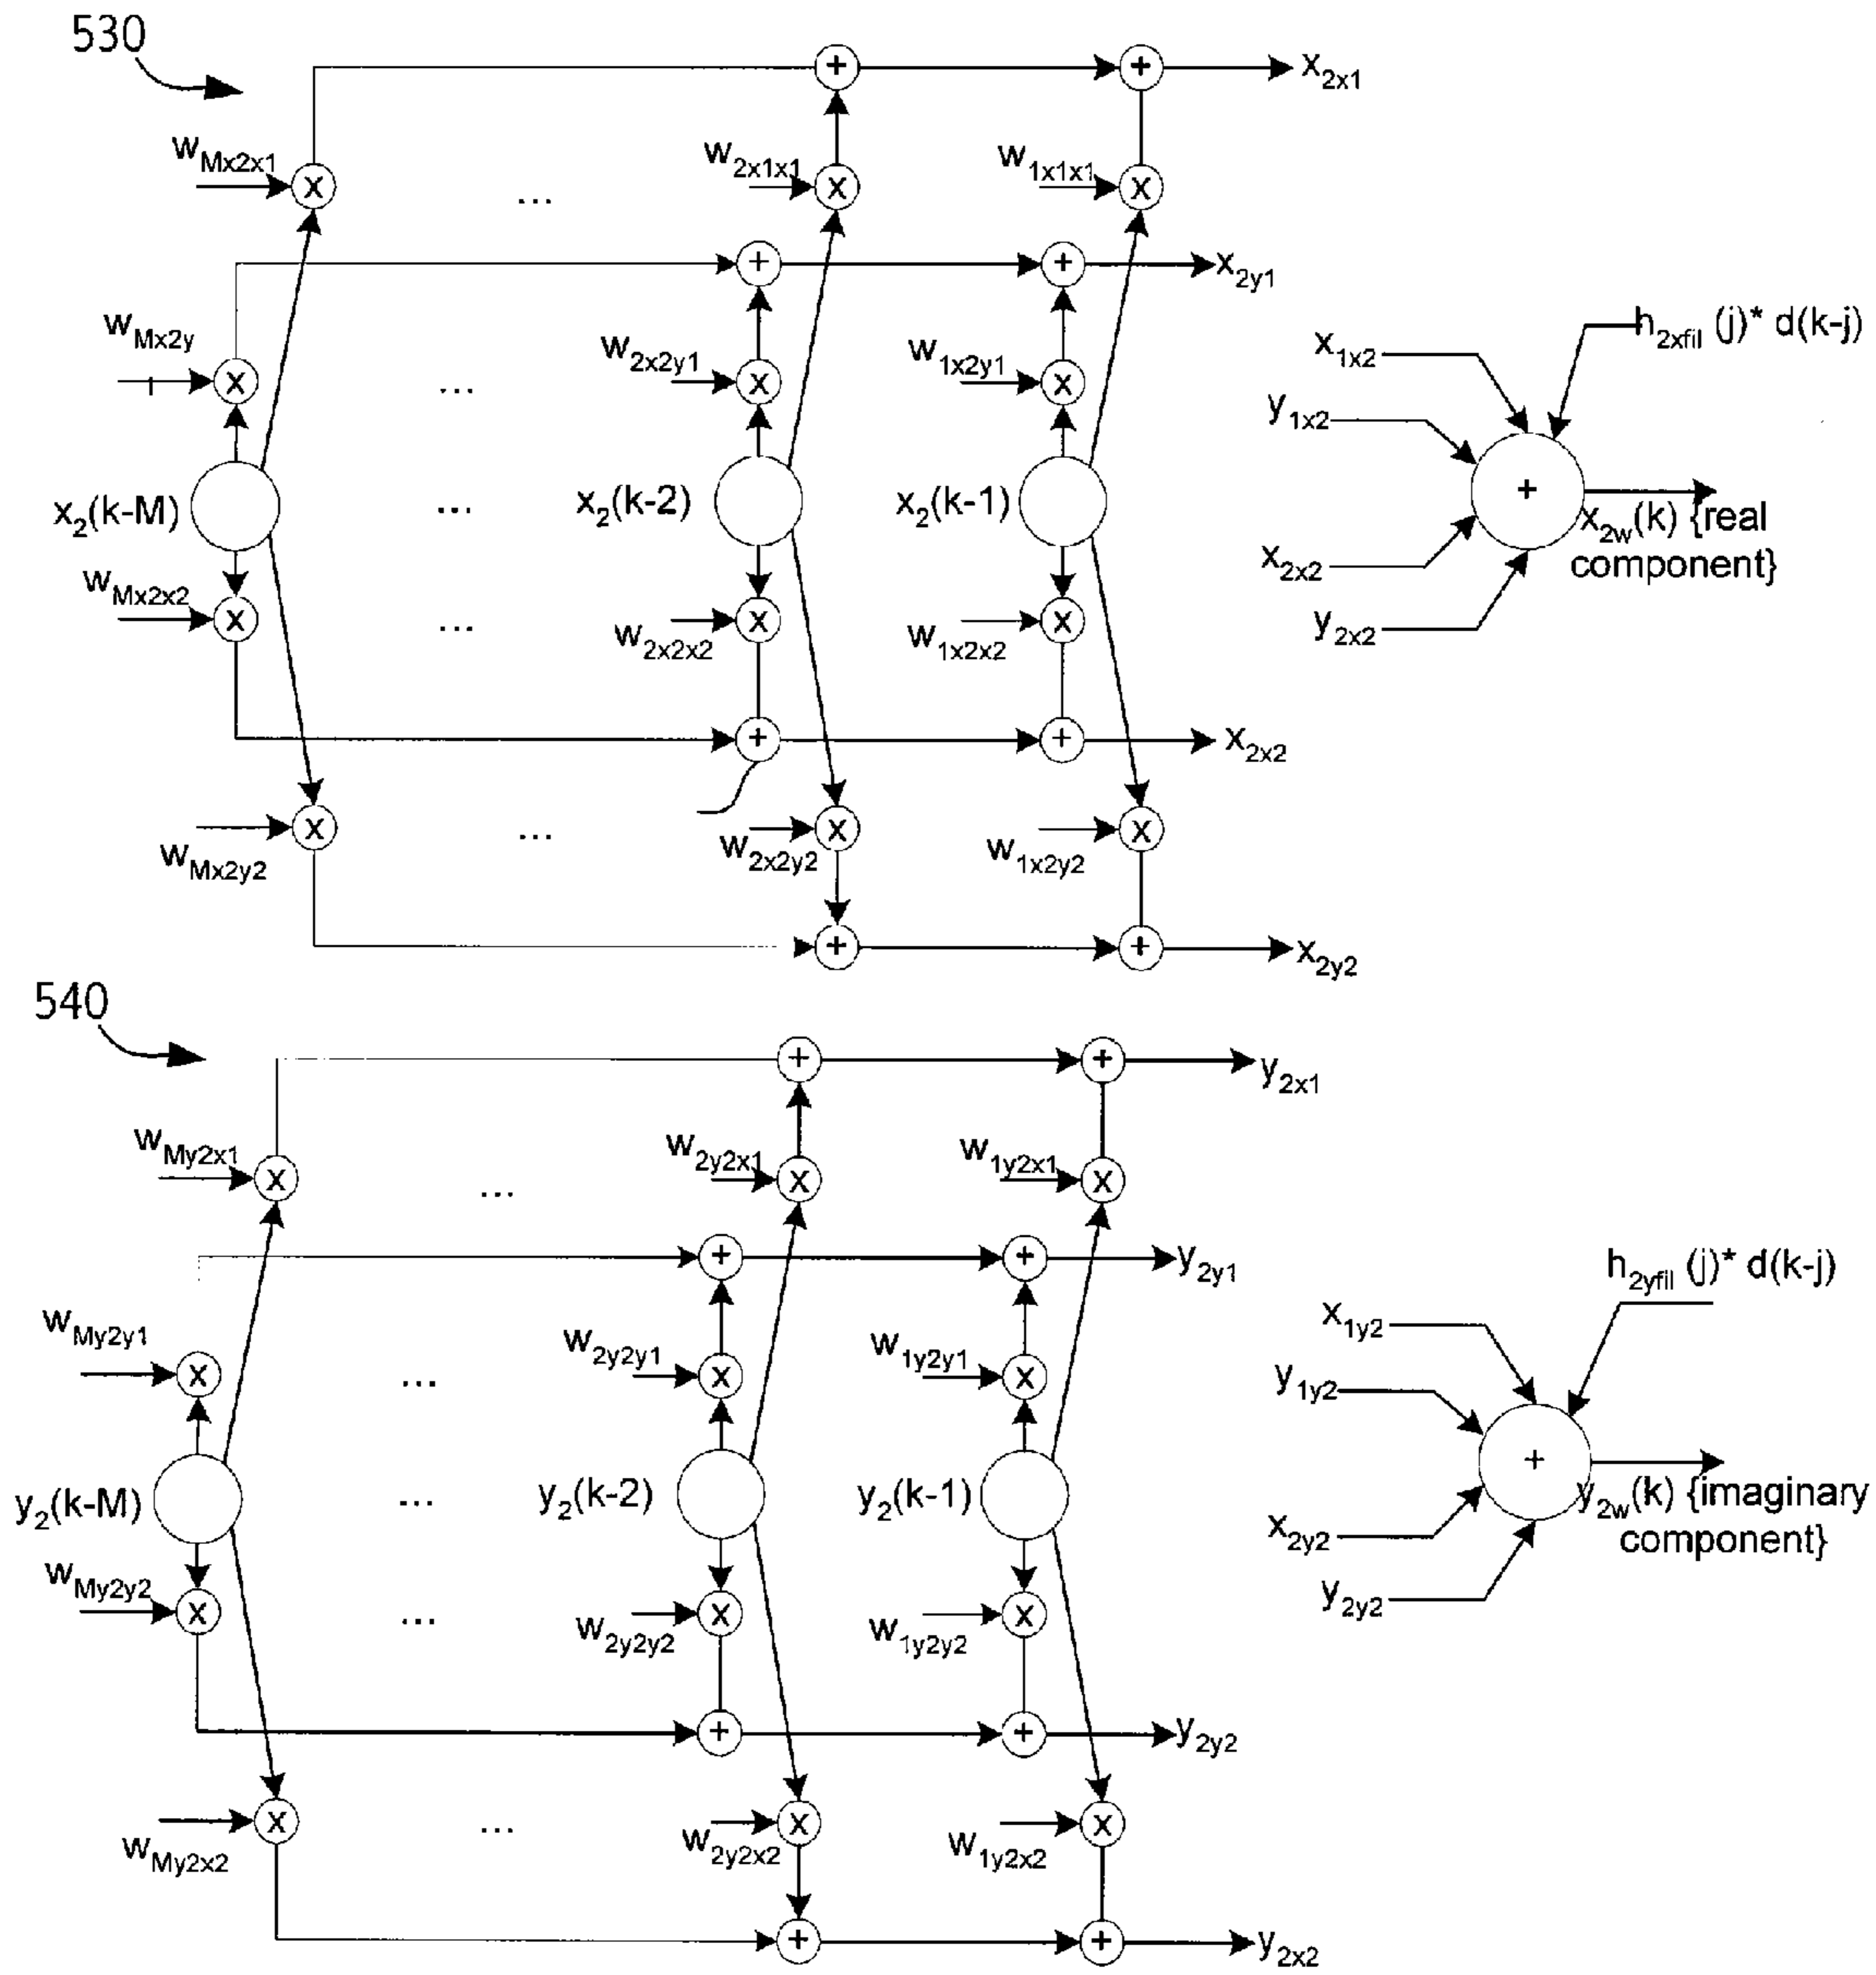 530
+ + x2x1
wMx2x1 x w2x1x1 x w1x1x1 x
...
+ + x2y1
wMx2y
1 x ... w2x2y1 x w1x2y1 x
h2xfil (j)* d(k-j)
x1x2
y1x2
x2(k-M) ... x2(k-2) x2(k-1)
+ x2w(k) {real
component}
x2x2
y2x2
wMx2x2 x ... w2x2x2 x w1x2x2 x
+ + x2x2
wMx2y2 x ... w2x2y2 x w1x2y2 x
+ + x2y2
540
+ + y2x1
wMy2x1 x ... w2y2x1 x w1y2x1 x
+ + y2y1
wMy2y1 x ... w2y2y1 x w1y2y1 x
h2yfil (j)* d(k-j)
x1y2
y1y2
y2(k-M) ... y2(k-2) y2(k-1)
+ y2w(k) {imaginary
component}
x2y2
y2y2
wMy2y2 x ... w2y2y2 x w1y2y2 x
+ + y2y2
wMy2x2 x ... w2y2x2 x w1y2x2 x
+ + y2x2